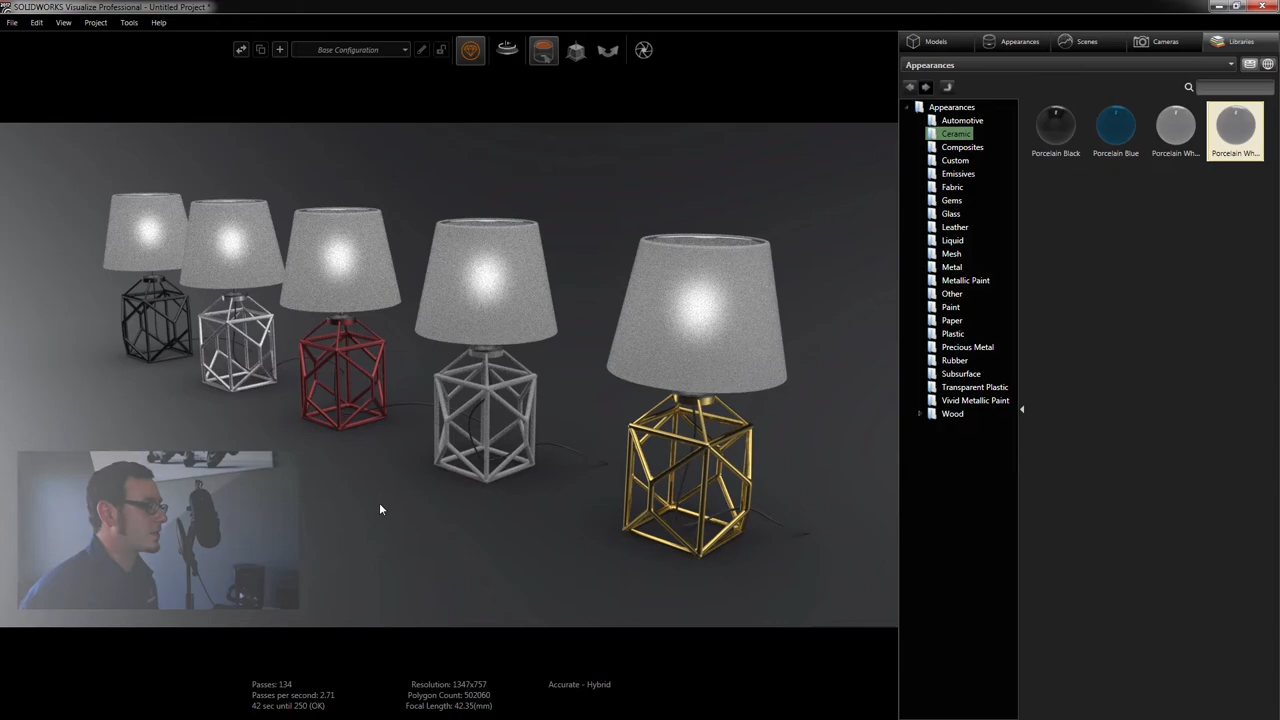 2017 SOLIDWORKS Visualize Professional - Untitled Project *
File Edit View Project Tools Help
Base Configuration
Models Appearances Scenes Cameras Libraries
Appearances
Appearances
Automotive
Ceramic
Composites
Custom
Emissives
Fabric
Gems
Glass
Leather
Liquid
Mesh
Metal
Metallic Paint
Other
Paint
Paper
Plastic
Precious Metal
Rubber
Subsurface
Transparent Plastic
Vivid Metallic Paint
Wood
Porcelain Black Porcelain Blue Porcelain Wh... Porcelain Wh...
Passes: 134 Resolution: 1347x757 Accurate - Hybrid
Passes per second: 2.71 Polygon Count: 502060
42 sec until 250 (OK) Focal Length: 42.35(mm)